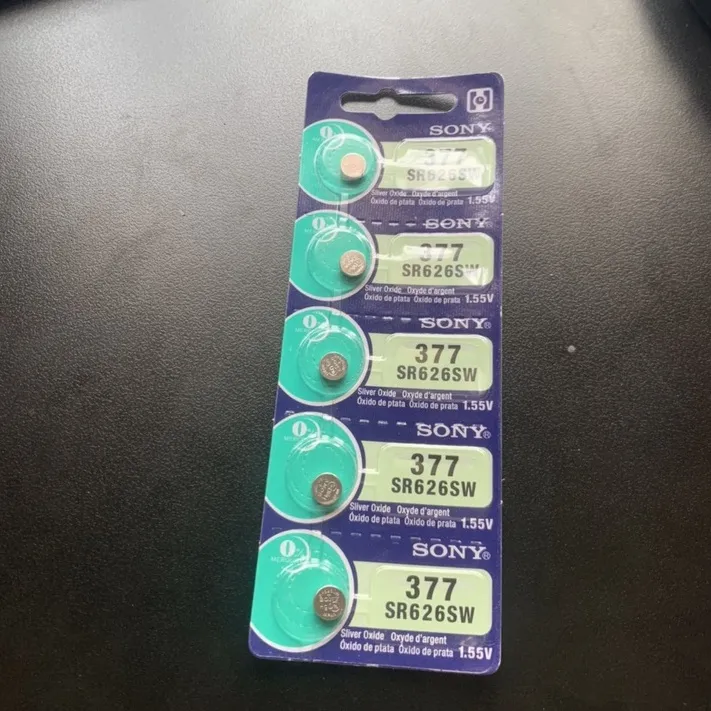 SONY
377
SR626SW
Silver Oxide Oxyde d'argent
Óxido de plata Óxido de prata 1.55V
SONY
377
SR626SW
Silver Oxide Oxyde d'argent
Óxido de plata Óxido de prata 1.55V
SONY®
377
SR626SW
Silver Oxide Oxyde d'argent
Óxido de plata Óxido de prata 1.55V
SONY®
377
SR626SW
Silver Oxide Oxyde d'argent
Óxido de plata Óxido de prata 1.55V
SONY®
377
SR626SW
Silver Oxide Oxyde d'argent
Óxido de plata Óxido de prata 1.55V